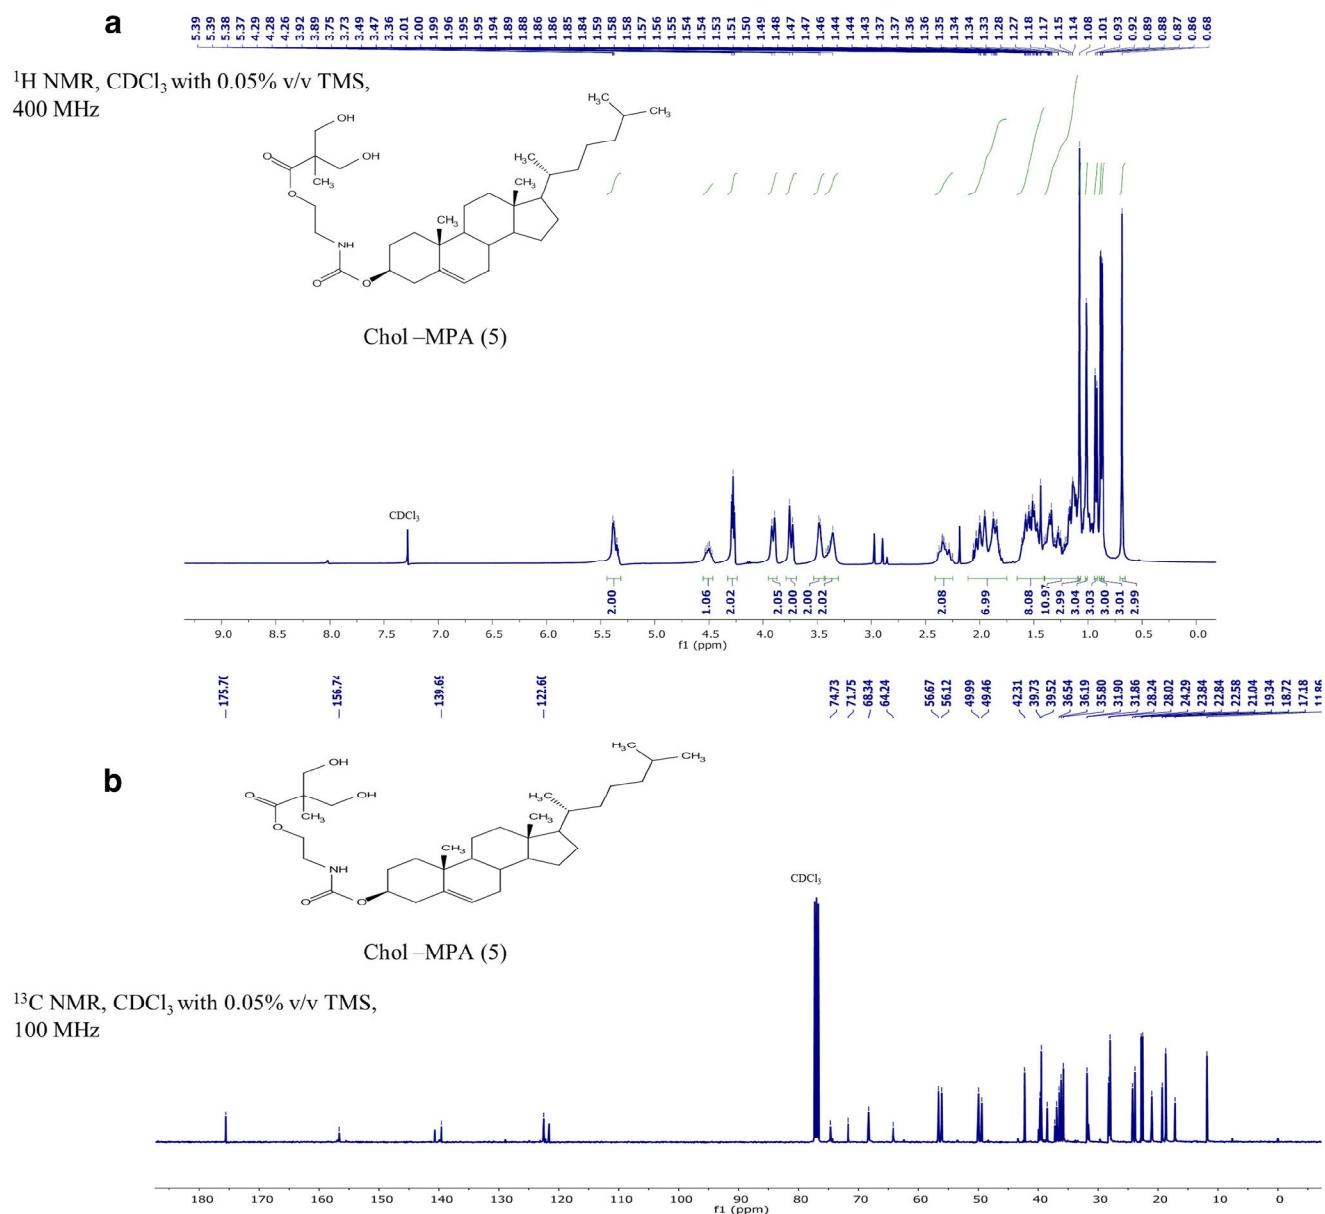 a
5.39 5.39 5.38 5.37 4.29 4.28 4.26 3.92 3.89 3.75 3.73 3.49 3.47 3.36 2.01 2.00 1.99 1.96 1.95 1.95 1.94 1.89 1.88 1.86 1.86 1.85 1.84 1.59 1.58 1.58 1.57 1.56 1.55 1.54 1.54 1.53 1.51 1.50 1.49 1.48 1.47 1.47 1.46 1.44 1.44 1.43 1.37 1.37 1.36 1.36 1.35 1.34 1.34 1.33 1.28 1.27 1.18 1.17 1.15 1.14 1.08 1.01 0.93 0.92 0.89 0.88 0.87 0.86 0.68
¹H NMR, CDCl₃ with 0.05% v/v TMS,
400 MHz
H₃C
CH₃
OH
O
OH
H₃C
CH₃
CH₃
O
CH₃
NH
O
O
Chol –MPA (5)
CDCl₃
2.00 1.06 2.02 2.05 2.00 2.00 2.02 2.08 6.99 8.08 10.97 2.99 3.04 3.03 3.00 3.01 2.99
9.0 8.5 8.0 7.5 7.0 6.5 6.0 5.5 5.0 4.5 4.0 3.5 3.0 2.5 2.0 1.5 1.0 0.5 0.0
f1 (ppm)
175.70 156.74 139.69 122.60 74.73 71.75 68.34 64.24 56.67 56.12 49.99 49.46 42.31 39.73 39.52 36.54 36.19 35.80 31.90 31.86 28.24 28.02 24.29 23.84 22.84 22.58 21.04 19.34 18.72 17.18 11.86
b
H₃C
CH₃
OH
O
OH
H₃C
CH₃
CH₃
O
CH₃
NH
O
O
Chol –MPA (5)
CDCl₃
¹³C NMR, CDCl₃ with 0.05% v/v TMS,
100 MHz
180 170 160 150 140 130 120 110 100 90 80 70 60 50 40 30 20 10 0
f1 (ppm)